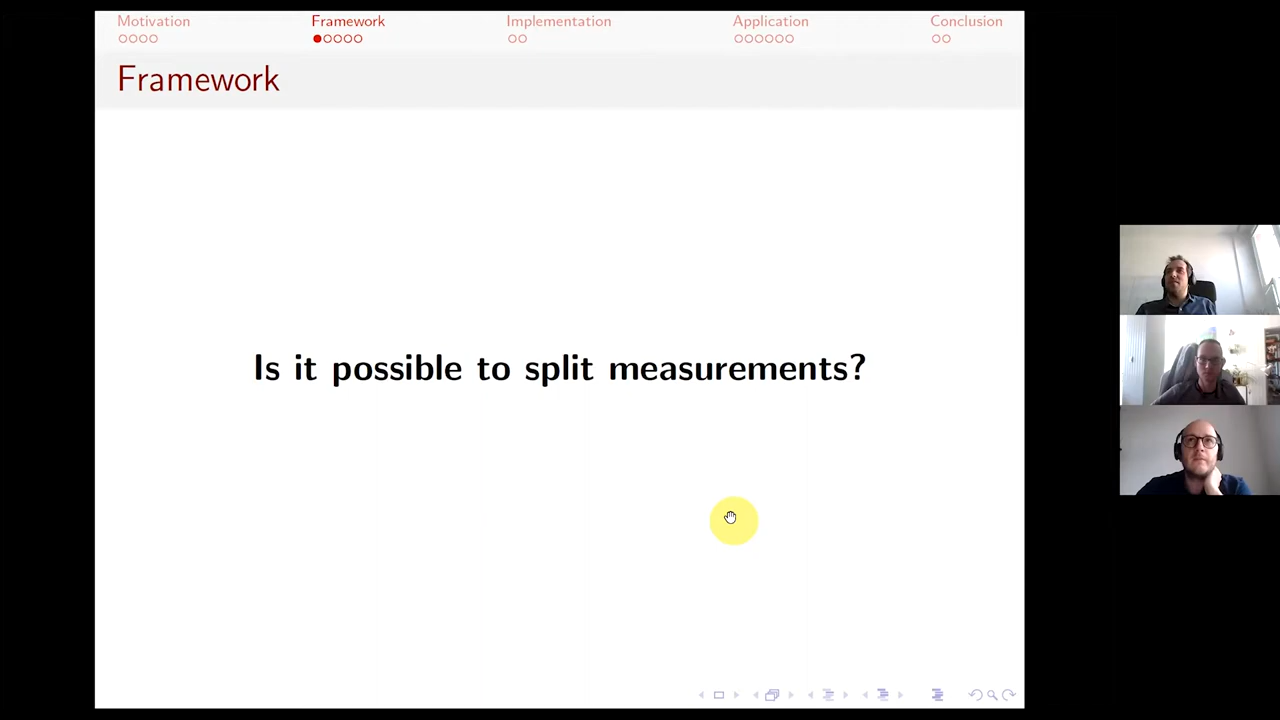 Motivation Framework Implementation Application Conclusion
Framework
Is it possible to split measurements?